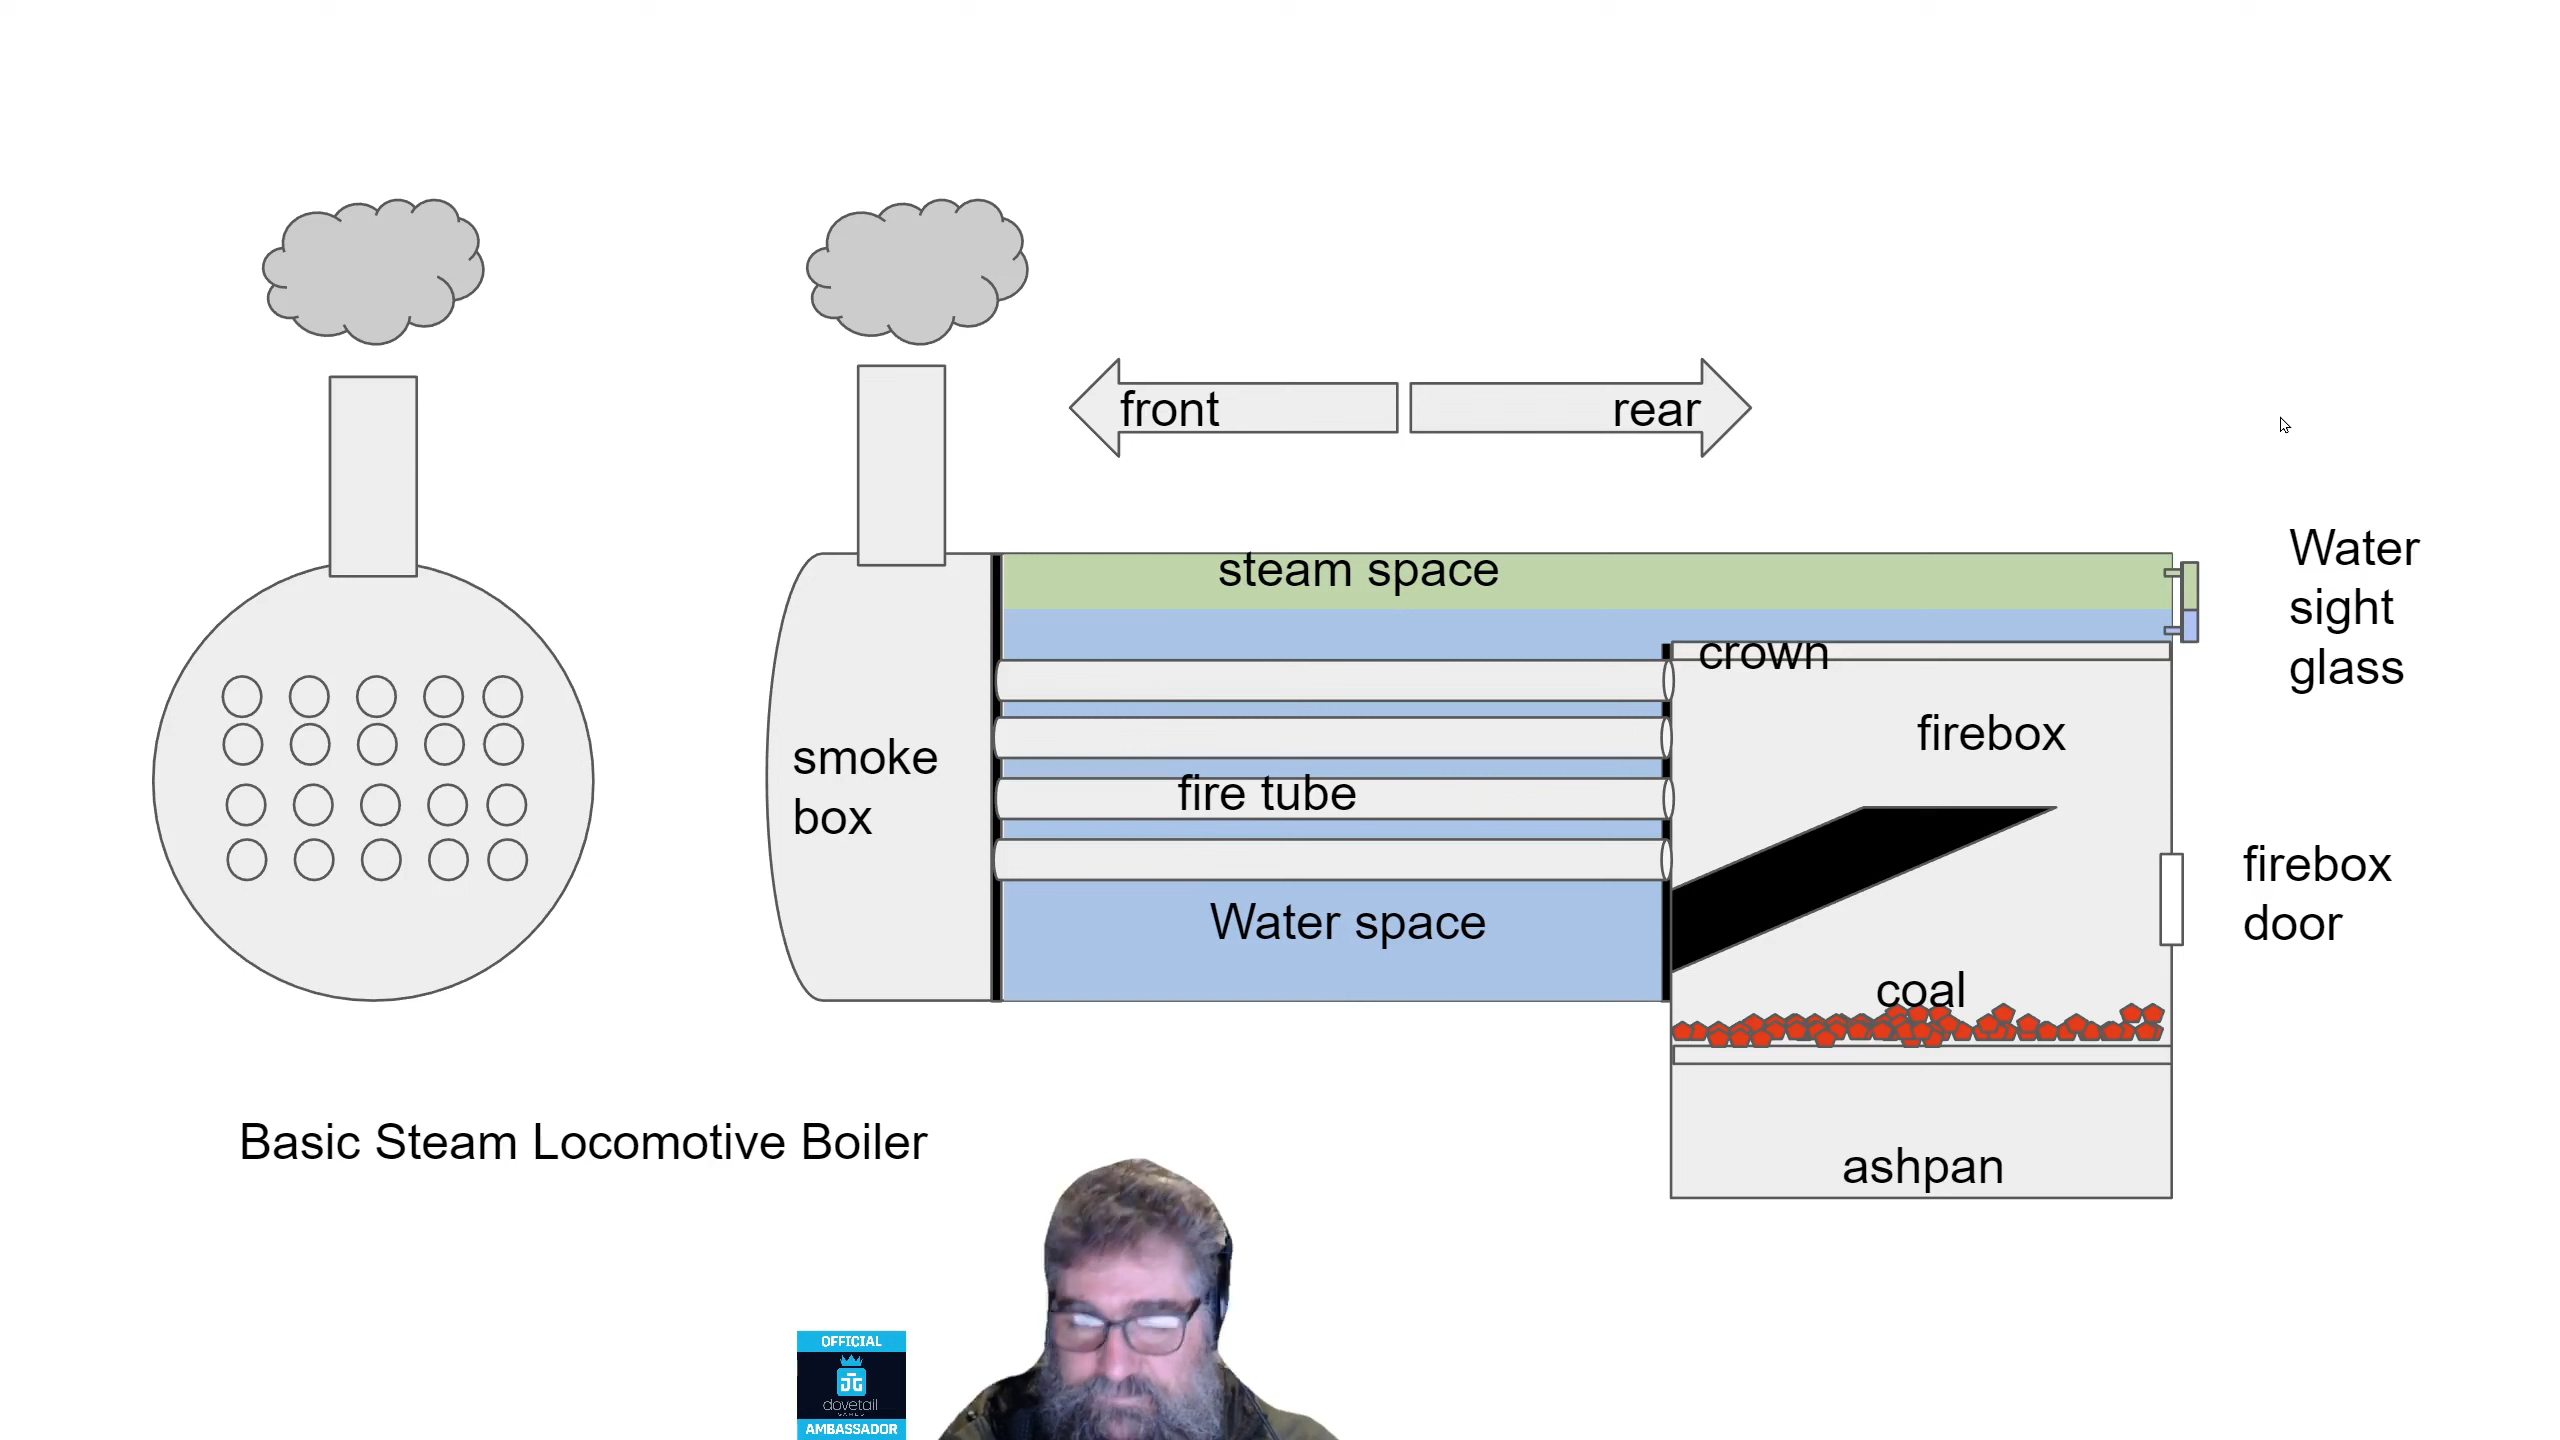 front
rear
steam space
Water
sight
glass
crown
firebox
smoke
box
fire tube
firebox
door
Water space
coal
Basic Steam Locomotive Boiler
ashpan
OFFICIAL
dovetail
GAMES
AMBASSADOR